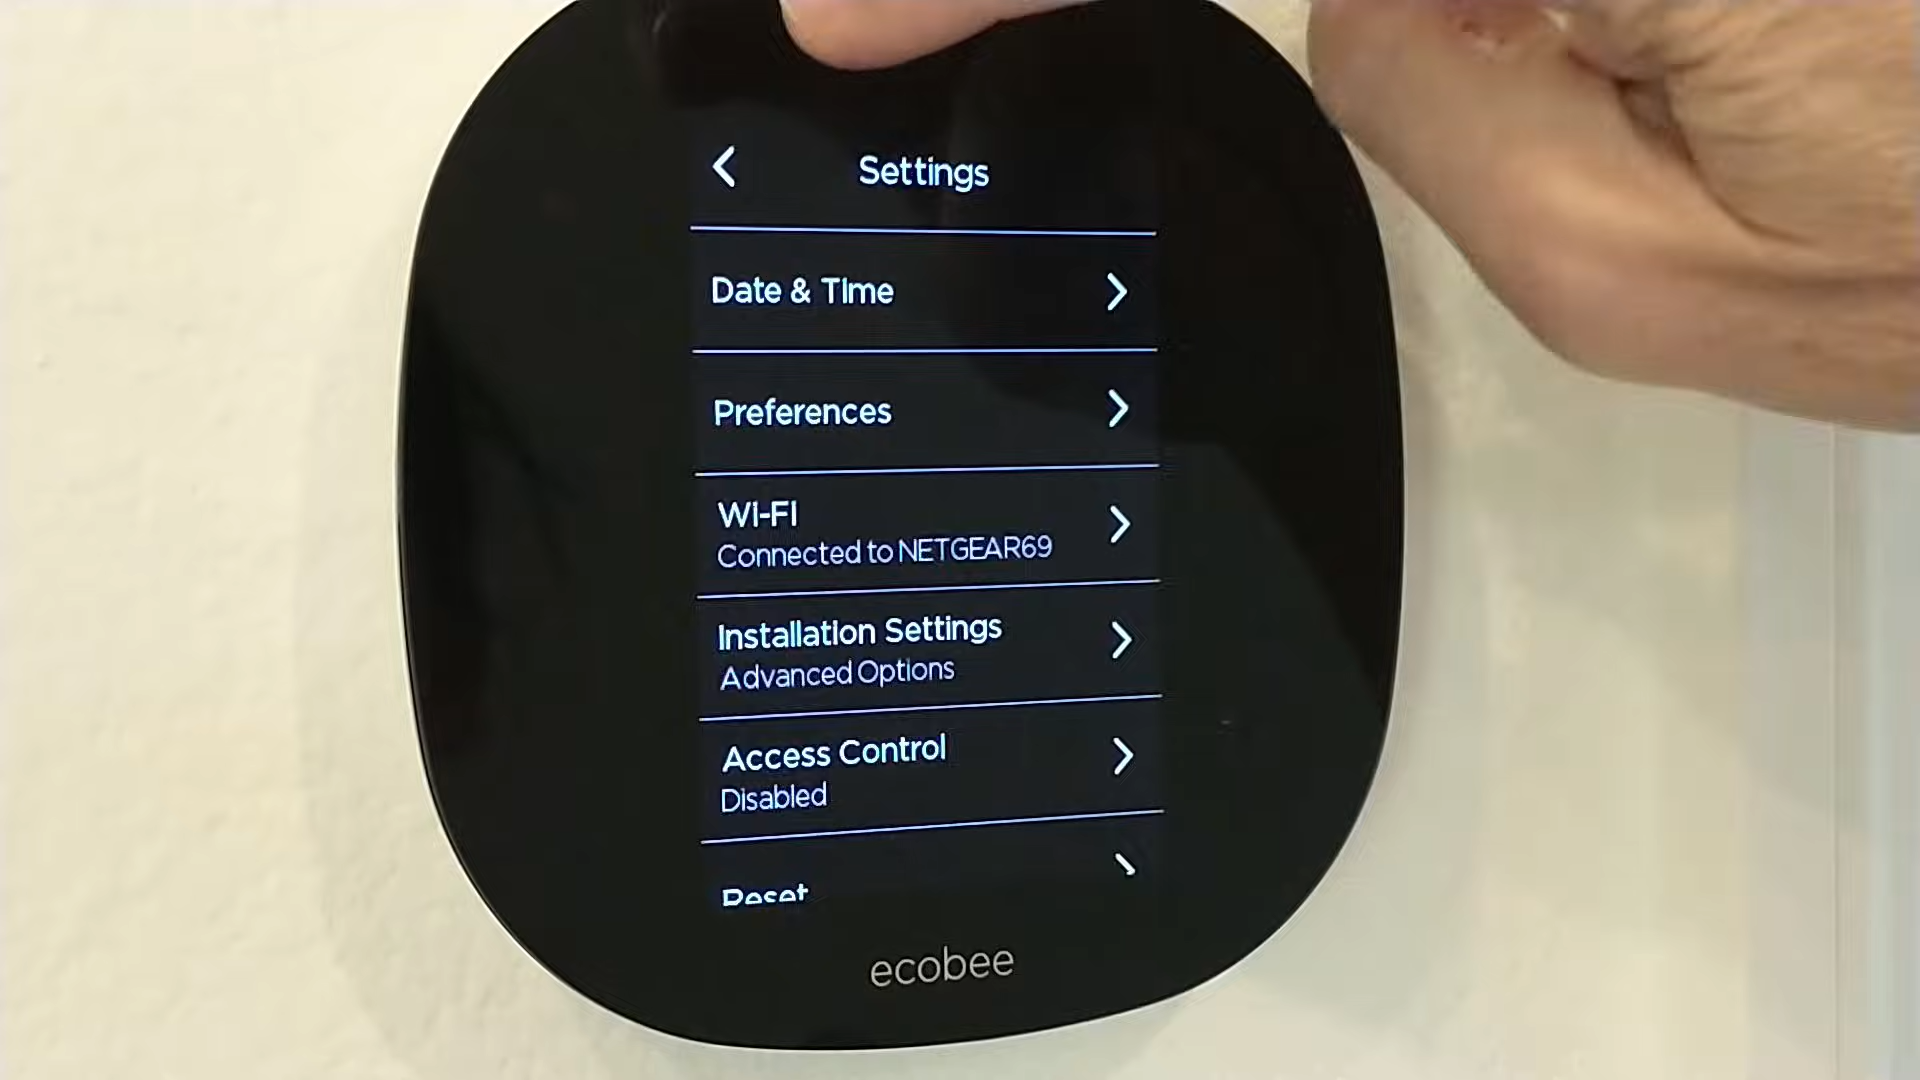 Settings
Date & Time
Preferences
Wi-Fi
Connected to NETGEAR69
Installation Settings
Advanced Options
Access Control
Disabled
Reset
ecobee